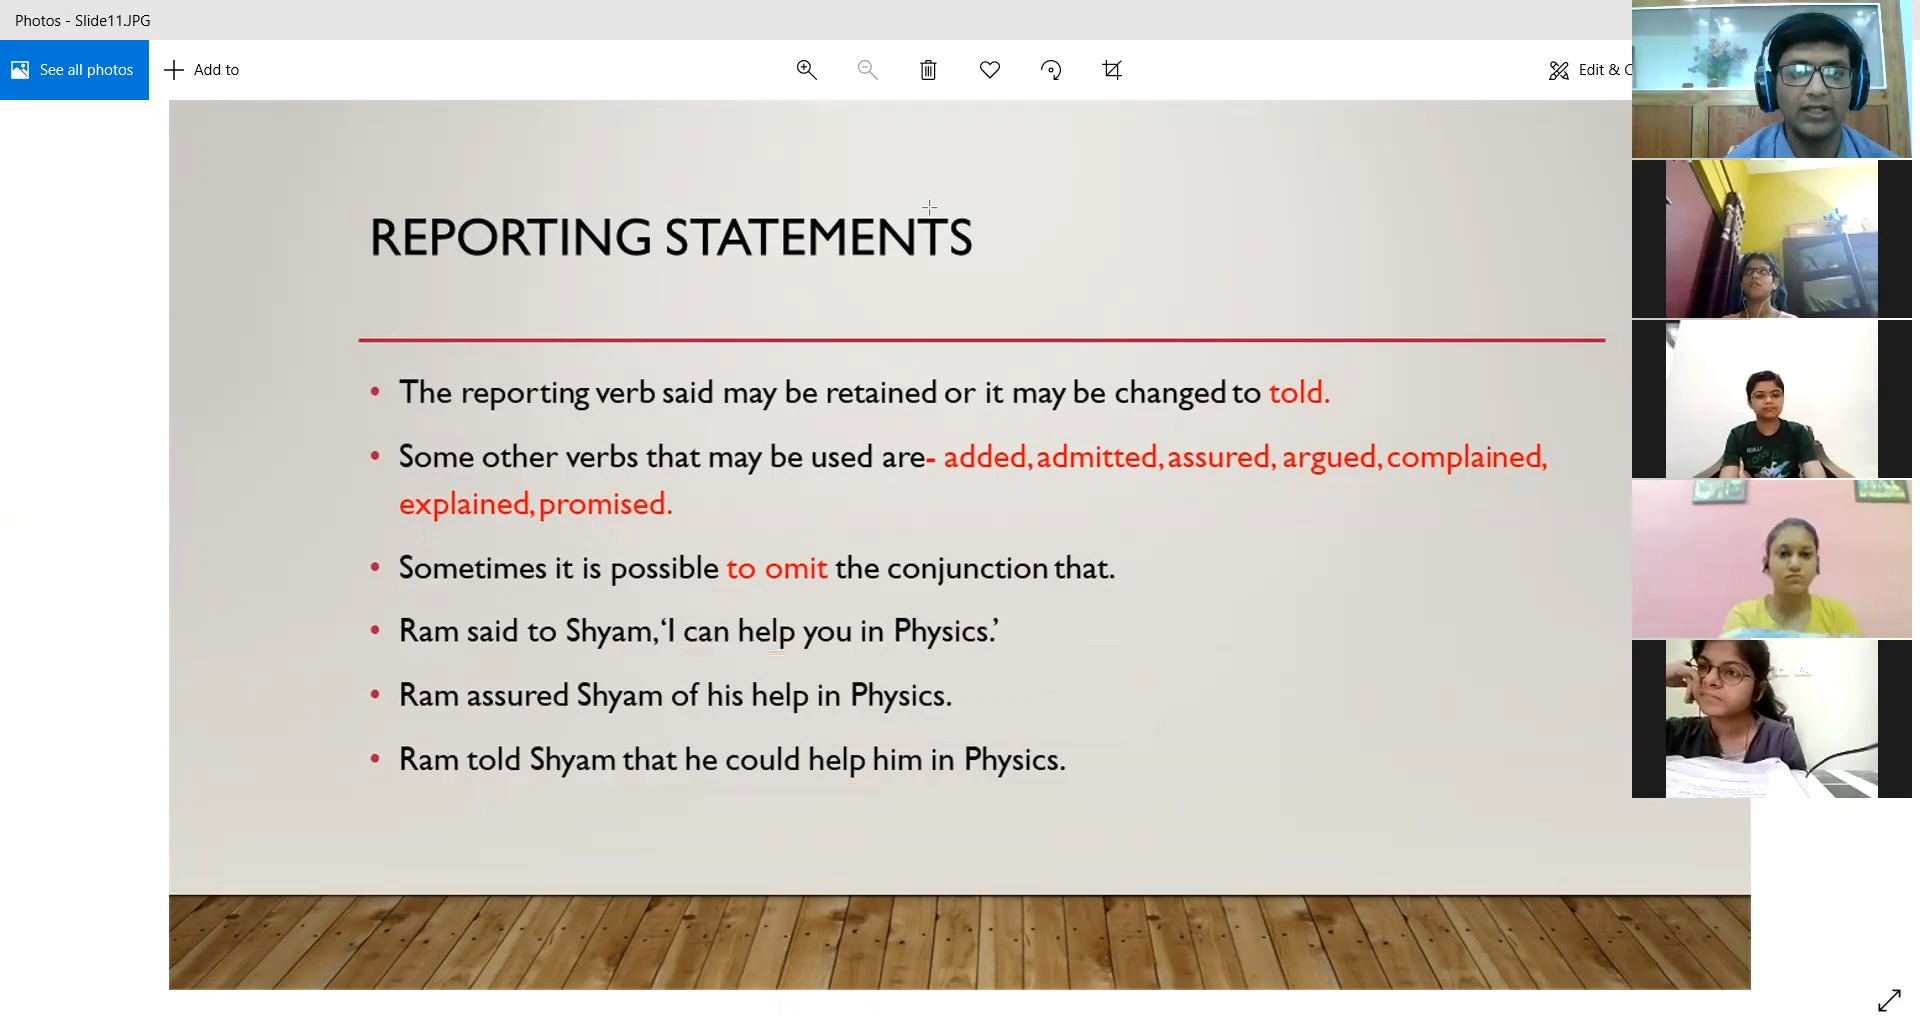 Photos - Slide11.JPG
See all photos
Add to
Edit & C
REPORTING STATEMENTS
• The reporting verb said may be retained or it may be changed to told.
• Some other verbs that may be used are- added, admitted, assured, argued, complained,
explained, promised.
• Sometimes it is possible to omit the conjunction that.
• Ram said to Shyam, ‘I can help you in Physics.’
• Ram assured Shyam of his help in Physics.
• Ram told Shyam that he could help him in Physics.